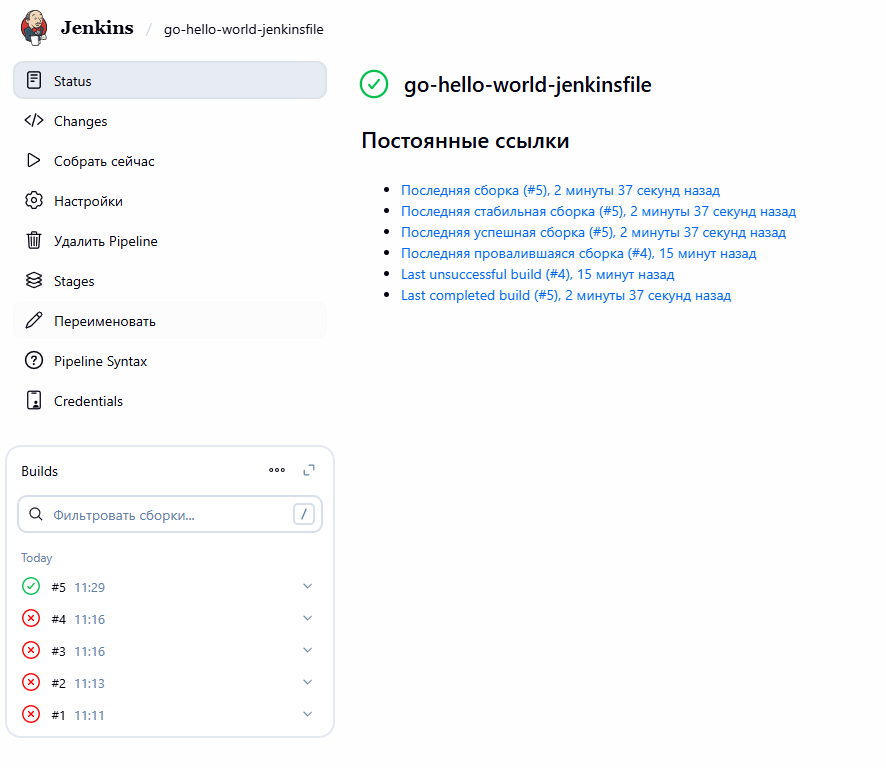 Jenkins / go-hello-world-jenkinsfile
Status
Changes
Собрать сейчас
Настройки
Удалить Pipeline
Stages
Переименовать
Pipeline Syntax
Credentials
go-hello-world-jenkinsfile
Постоянные ссылки
Последняя сборка (#5), 2 минуты 37 секунд назад
Последняя стабильная сборка (#5), 2 минуты 37 секунд назад
Последняя успешная сборка (#5), 2 минуты 37 секунд назад
Последняя провалившаяся сборка (#4), 15 минут назад
Last unsuccessful build (#4), 15 минут назад
Last completed build (#5), 2 минуты 37 секунд назад
Builds
Фильтровать сборки... /
Today
#5 11:29
#4 11:16
#3 11:16
#2 11:13
#1 11:11